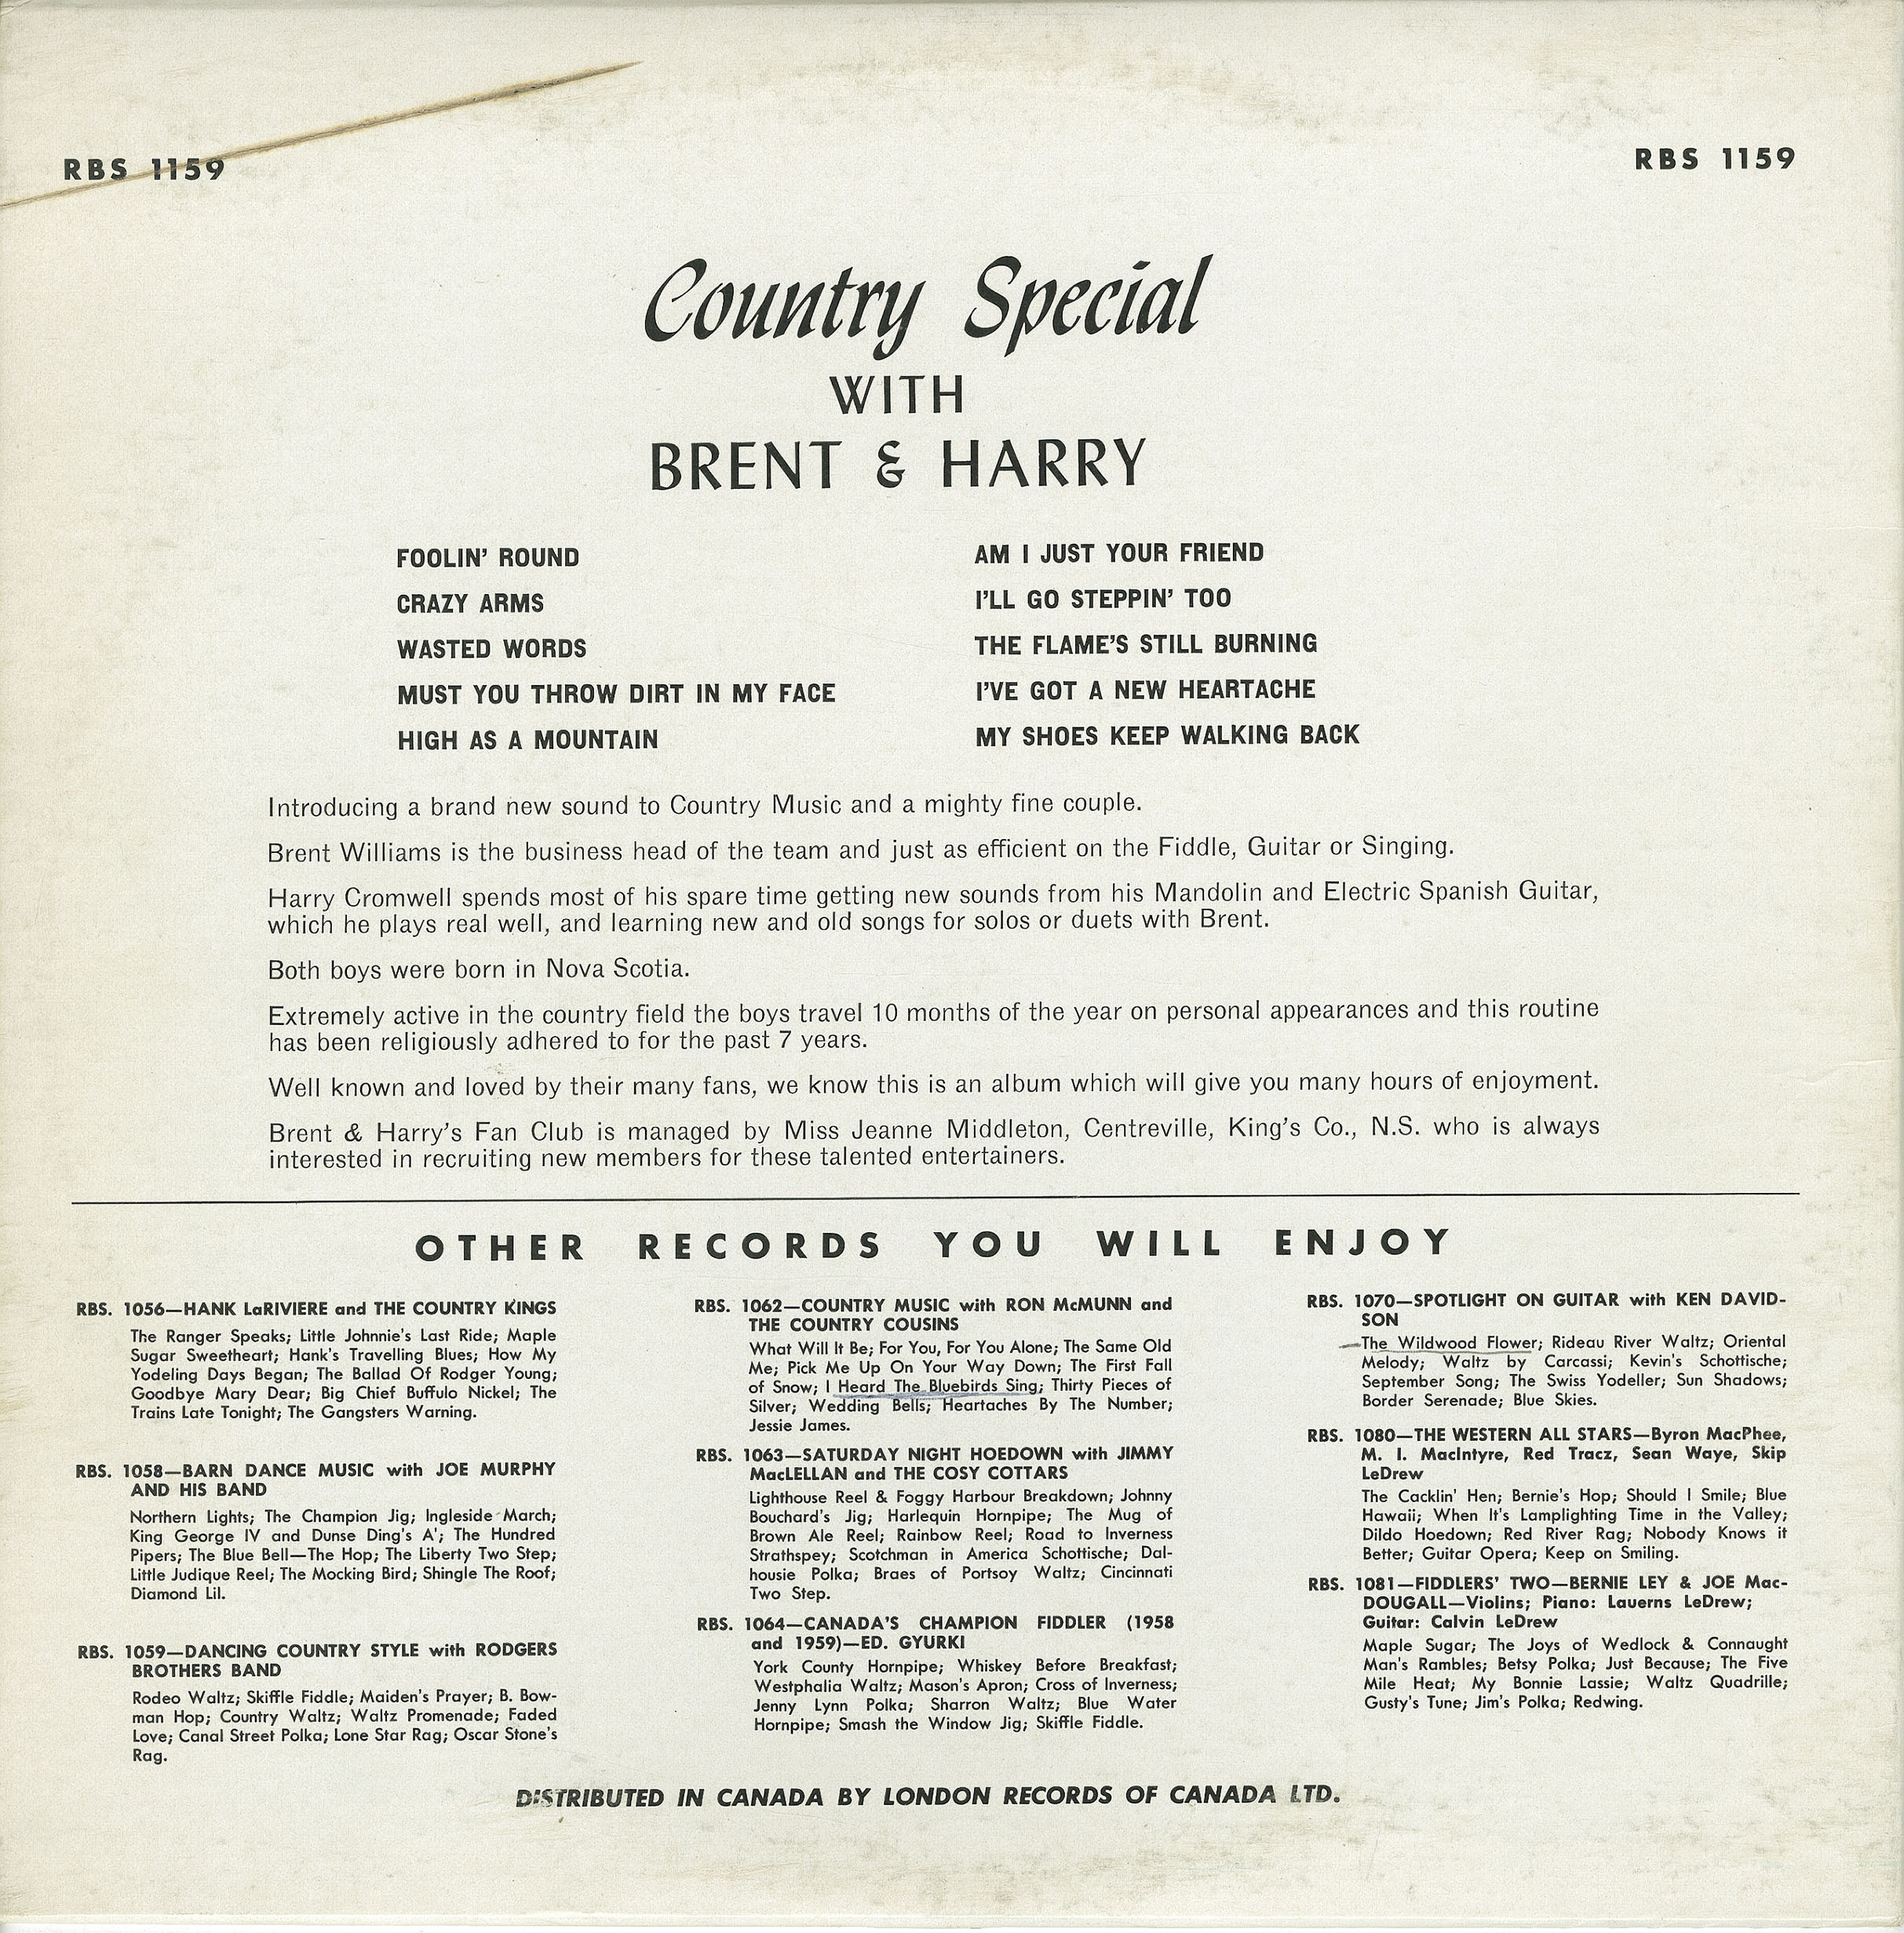 RBS 1159
RBS 1159
Country Special
WITH
BRENT & HARRY
FOOLIN' ROUND
CRAZY ARMS
WASTED WORDS
MUST YOU THROW DIRT IN MY FACE
HIGH AS A MOUNTAIN
AM I JUST YOUR FRIEND
I'LL GO STEPPIN' TOO
THE FLAME'S STILL BURNING
I'VE GOT A NEW HEARTACHE
MY SHOES KEEP WALKING BACK
Introducing a brand new sound to Country Music and a mighty fine couple.
Brent Williams is the business head of the team and just as efficient on the Fiddle, Guitar or Singing.
Harry Cromwell spends most of his spare time getting new sounds from his Mandolin and Electric Spanish Guitar,
which he plays real well, and learning new and old songs for solos or duets with Brent.
Both boys were born in Nova Scotia.
Extremely active in the country field the boys travel 10 months of the year on personal appearances and this routine
has been religiously adhered to for the past 7 years.
Well known and loved by their many fans, we know this is an album which will give you many hours of enjoyment.
Brent & Harry's Fan Club is managed by Miss Jeanne Middleton, Centreville, King's Co., N.S. who is always
interested in recruiting new members for these talented entertainers.
OTHER RECORDS YOU WILL ENJOY
RBS. 1056—HANK LaRIVIERE and THE COUNTRY KINGS
The Ranger Speaks; Little Johnnie's Last Ride; Maple
Sugar Sweetheart; Hank's Travelling Blues; How My
Yodeling Days Began; The Ballad Of Rodger Young;
Goodbye Mary Dear; Big Chief Buffulo Nickel; The
Trains Late Tonight; The Gangsters Warning.
RBS. 1058—BARN DANCE MUSIC with JOE MURPHY
AND HIS BAND
Northern Lights; The Champion Jig; Ingleside March;
King George IV and Dunse Ding's A'; The Hundred
Pipers; The Blue Bell—The Hop; The Liberty Two Step;
Little Judique Reel; The Mocking Bird; Shingle The Roof;
Diamond Lil.
RBS. 1059—DANCING COUNTRY STYLE with RODGERS
BROTHERS BAND
Rodeo Waltz; Skiffle Fiddle; Maiden's Prayer; B. Bow-
man Hop; Country Waltz; Waltz Promenade; Faded
Love; Canal Street Polka; Lone Star Rag; Oscar Stone's
Rag.
RBS. 1062—COUNTRY MUSIC with RON McMUNN and
THE COUNTRY COUSINS
What Will It Be; For You, For You Alone; The Same Old
Me; Pick Me Up On Your Way Down; The First Fall
of Snow; I Heard The Bluebirds Sing; Thirty Pieces of
Silver; Wedding Bells; Heartaches By The Number;
Jessie James.
RBS. 1063—SATURDAY NIGHT HOEDOWN with JIMMY
MacLELLAN and THE COSY COTTARS
Lighthouse Reel & Foggy Harbour Breakdown; Johnny
Bouchard's Jig; Harlequin Hornpipe; The Mug of
Brown Ale Reel; Rainbow Reel; Road to Inverness
Strathspey; Scotchman in America Schottische; Dal-
housie Polka; Braes of Portsoy Waltz; Cincinnati
Two Step.
RBS. 1064—CANADA'S CHAMPION FIDDLER (1958
and 1959)—ED. GYURKI
York County Hornpipe; Whiskey Before Breakfast;
Westphalia Waltz; Mason's Apron; Cross of Inverness;
Jenny Lynn Polka; Sharron Waltz; Blue Water
Hornpipe; Smash the Window Jig; Skiffle Fiddle.
RBS. 1070—SPOTLIGHT ON GUITAR with KEN DAVID-
SON
The Wildwood Flower; Rideau River Waltz; Oriental
Melody; Waltz by Carcassi; Kevin's Schottische;
September Song; The Swiss Yodeller; Sun Shadows;
Border Serenade; Blue Skies.
RBS. 1080—THE WESTERN ALL STARS—Byron MacPhee,
M. I. MacIntyre, Red Tracz, Sean Waye, Skip
LeDrew
The Cacklin' Hen; Bernie's Hop; Should I Smile; Blue
Hawaii; When It's Lamplighting Time in the Valley;
Dildo Hoedown; Red River Rag; Nobody Knows it
Better; Guitar Opera; Keep on Smiling.
RBS. 1081—FIDDLERS' TWO—BERNIE LEY & JOE Mac-
DOUGALL—Violins; Piano: Lauerns LeDrew;
Guitar: Calvin LeDrew
Maple Sugar; The Joys of Wedlock & Connaught
Man's Rambles; Betsy Polka; Just Because; The Five
Mile Heat; My Bonnie Lassie; Waltz Quadrille;
Gusty's Tune; Jim's Polka; Redwing.
DISTRIBUTED IN CANADA BY LONDON RECORDS OF CANADA LTD.